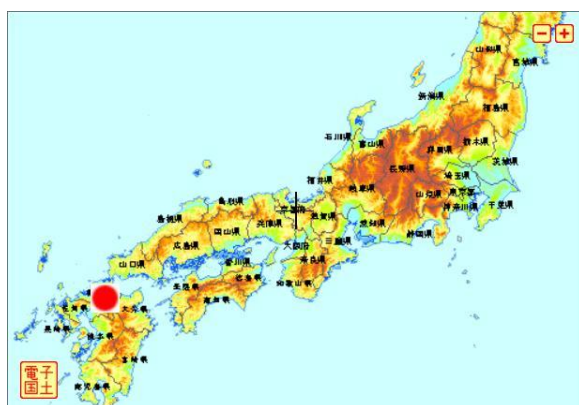 山形県
宮城県
新潟県
福島県
石川県
富山県
栃木県
群馬県
茨城県
長野県
埼玉県
福井県
岐阜県
山梨県
東京都
鳥取県
京都府
滋賀県
神奈川県
千葉県
島根県
岡山県
兵庫県
愛知県
静岡県
広島県
大阪府
三重県
山口県
香川県
奈良県
徳島県
和歌山県
愛媛県
高知県
佐賀県
大分県
長崎県
熊本県
宮崎県
鹿児島県
電子
国土